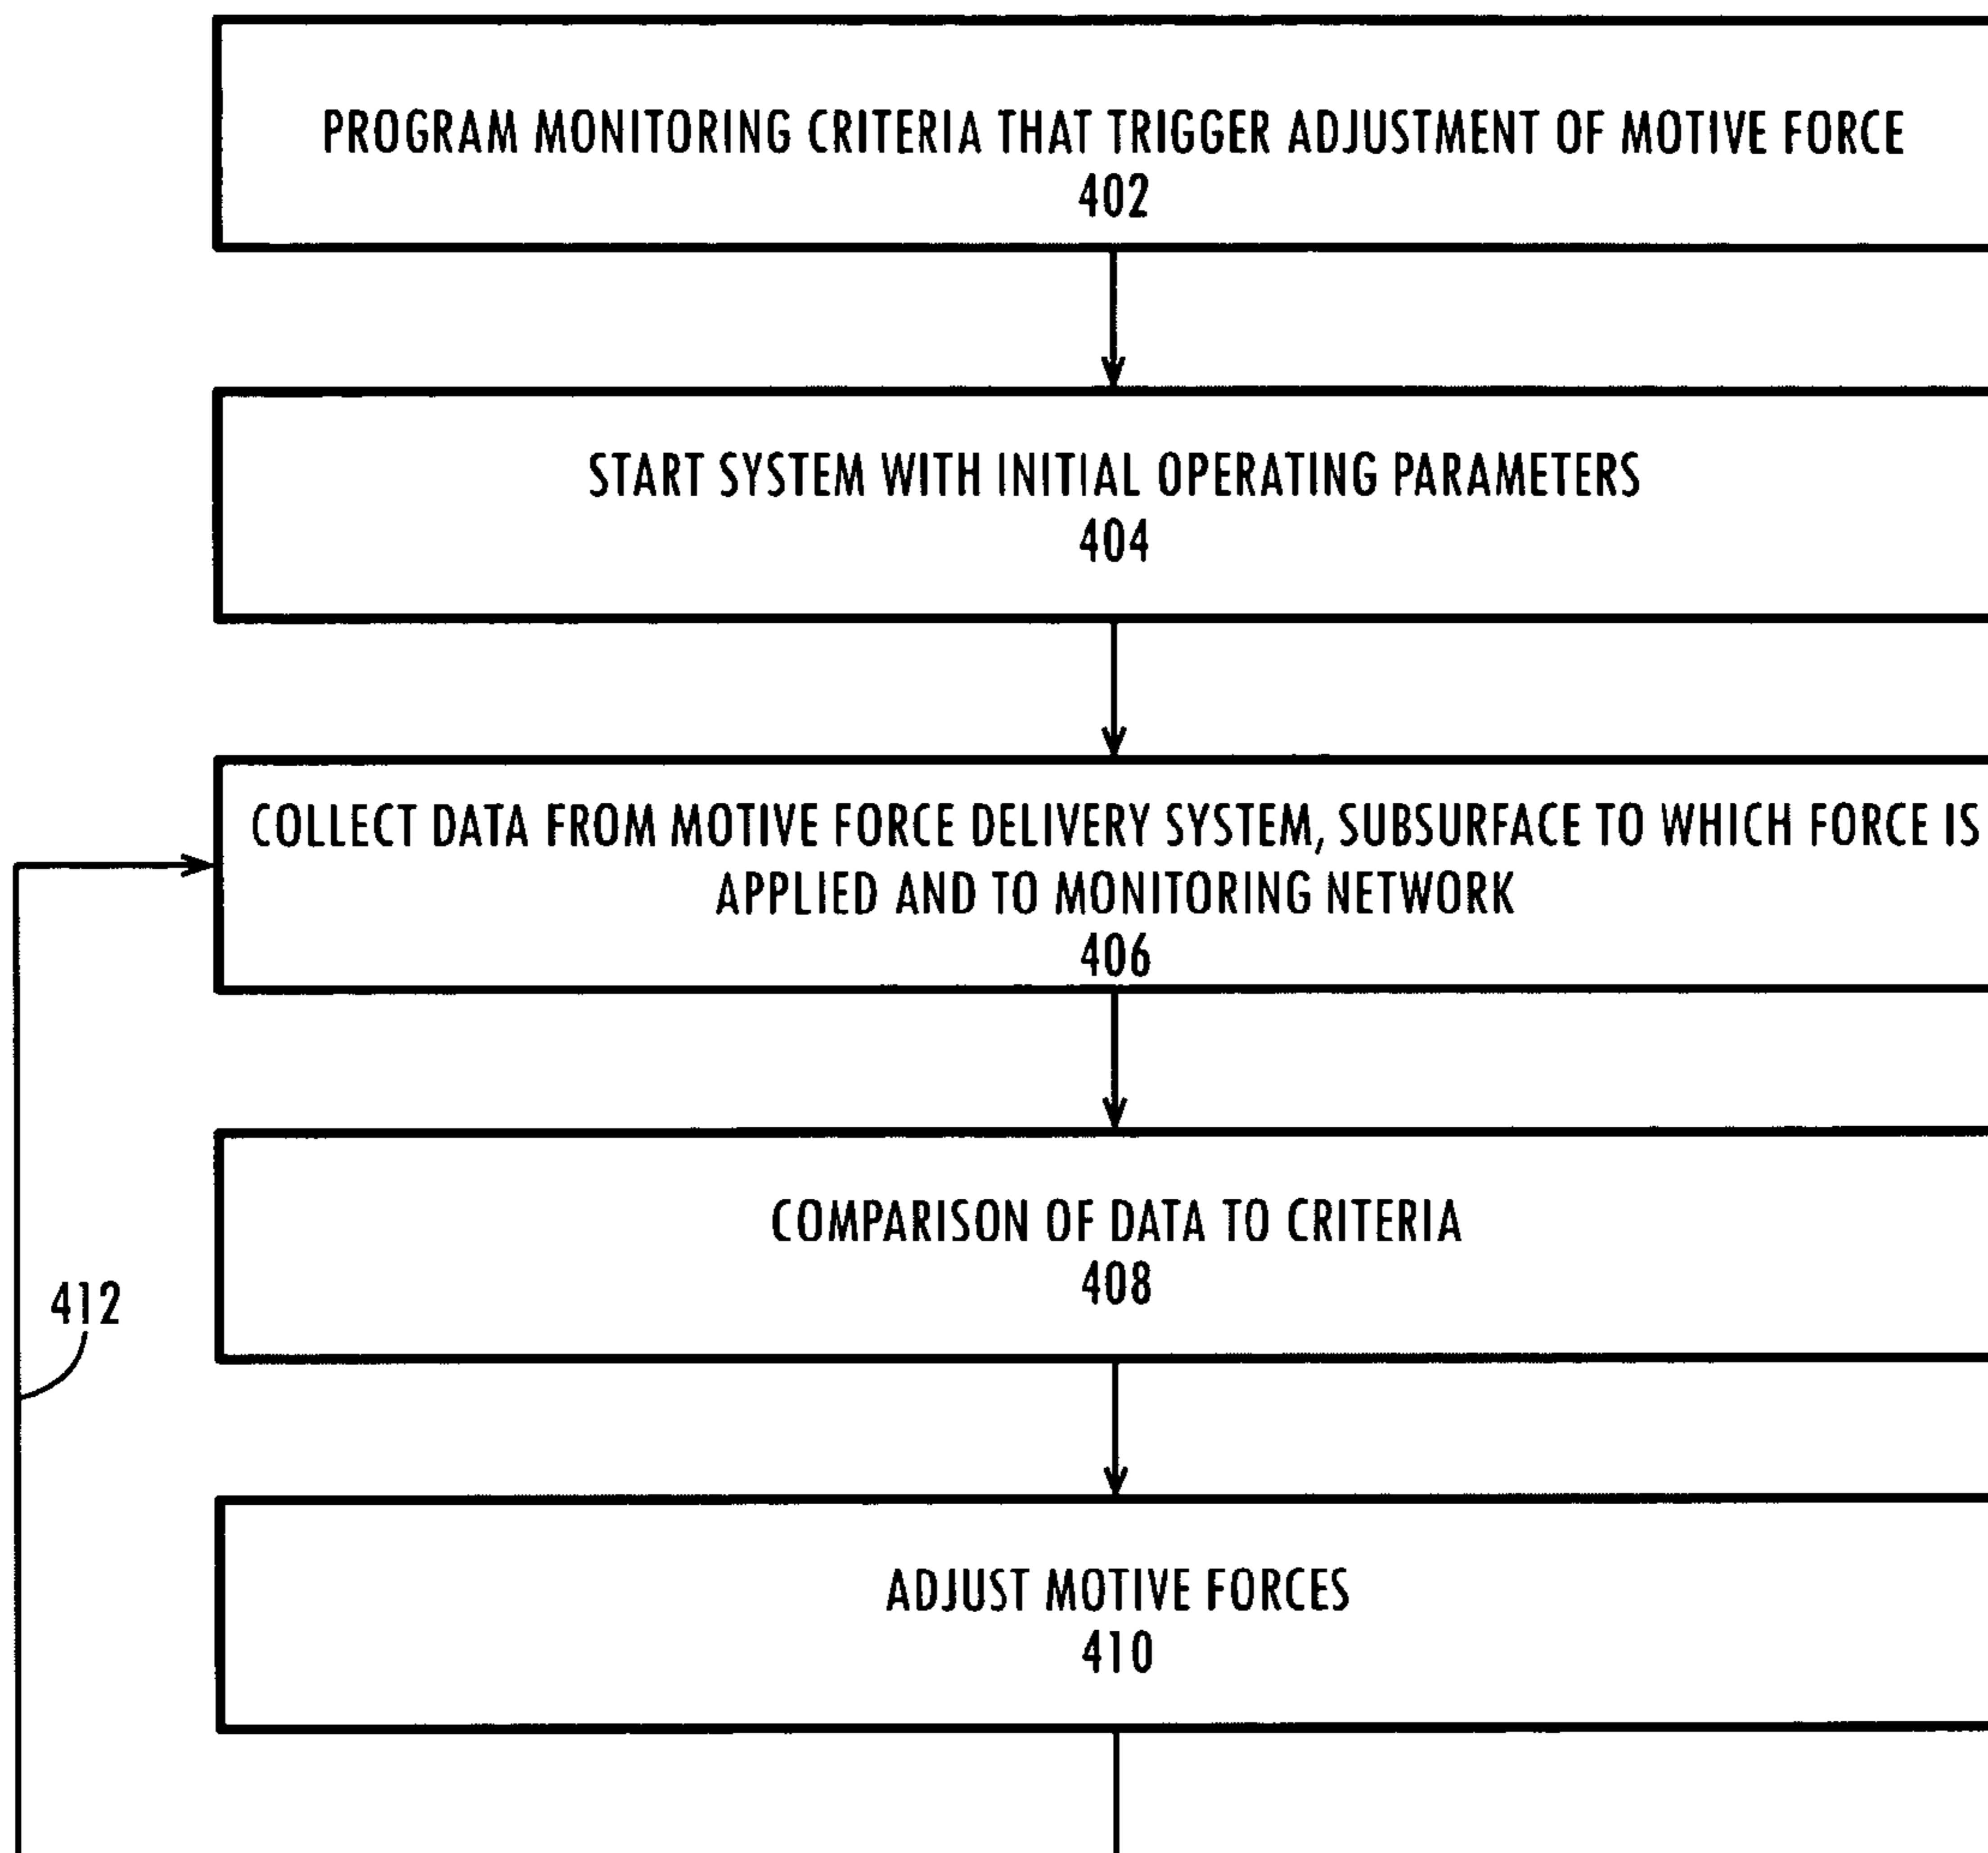 PROGRAM MONITORING CRITERIA THAT TRIGGER ADJUSTMENT OF MOTIVE FORCE
402
START SYSTEM WITH INITIAL OPERATING PARAMETERS
404
COLLECT DATA FROM MOTIVE FORCE DELIVERY SYSTEM, SUBSURFACE TO WHICH FORCE IS
APPLIED AND TO MONITORING NETWORK
406
COMPARISON OF DATA TO CRITERIA
408
412
ADJUST MOTIVE FORCES
410